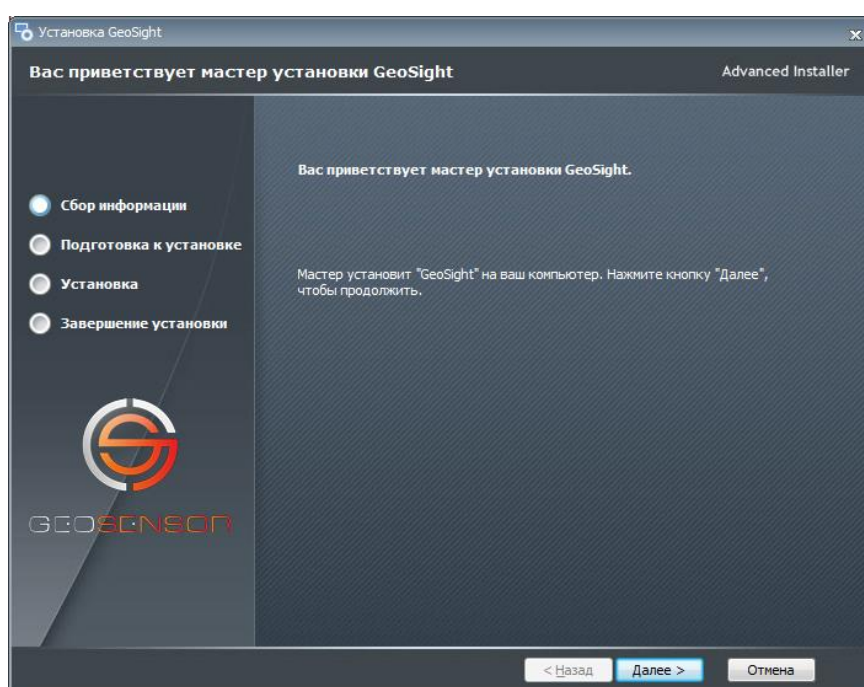 Установка GeoSight
Вас приветствует мастер установки GeoSight
Advanced Installer
Сбор информации
Подготовка к установке
Установка
Завершение установки
GEOSENSOR
Вас приветствует мастер установки GeoSight.
Мастер установит "GeoSight" на ваш компьютер. Нажмите кнопку "Далее",
чтобы продолжить.
< Назад
Далее >
Отмена